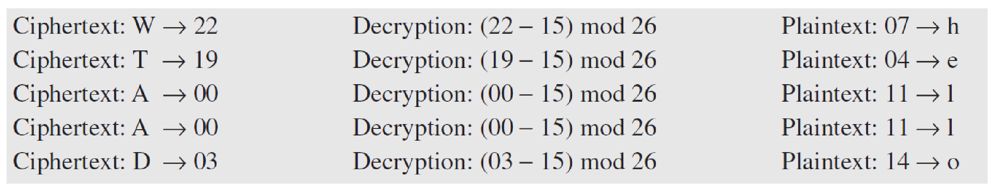 Ciphertext: W → 22 Decryption: (22 – 15) mod 26 Plaintext: 07 → h
Ciphertext: T → 19 Decryption: (19 – 15) mod 26 Plaintext: 04 → e
Ciphertext: A → 00 Decryption: (00 – 15) mod 26 Plaintext: 11 → l
Ciphertext: A → 00 Decryption: (00 – 15) mod 26 Plaintext: 11 → l
Ciphertext: D → 03 Decryption: (03 – 15) mod 26 Plaintext: 14 → o